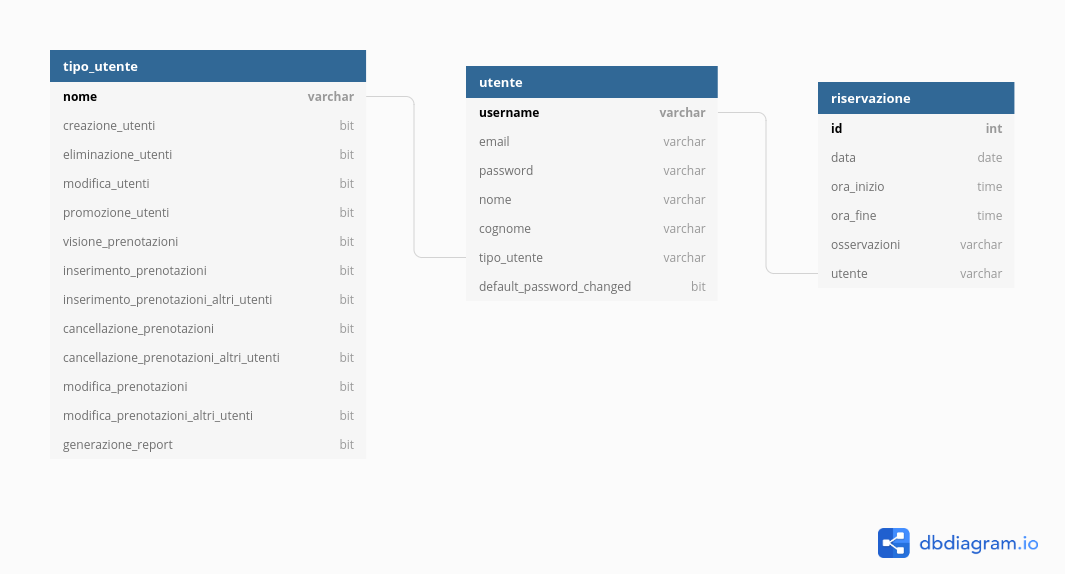 tipo_utente
nome varchar
creazione_utenti bit
eliminazione_utenti bit
modifica_utenti bit
promozione_utenti bit
visione_prenotazioni bit
inserimento_prenotazioni bit
inserimento_prenotazioni_altri_utenti bit
cancellazione_prenotazioni bit
cancellazione_prenotazioni_altri_utenti bit
modifica_prenotazioni bit
modifica_prenotazioni_altri_utenti bit
generazione_report bit
utente
username varchar
email varchar
password varchar
nome varchar
cognome varchar
tipo_utente varchar
default_password_changed bit
riservazione
id int
data date
ora_inizio time
ora_fine time
osservazioni varchar
utente varchar
dbdiagram.io